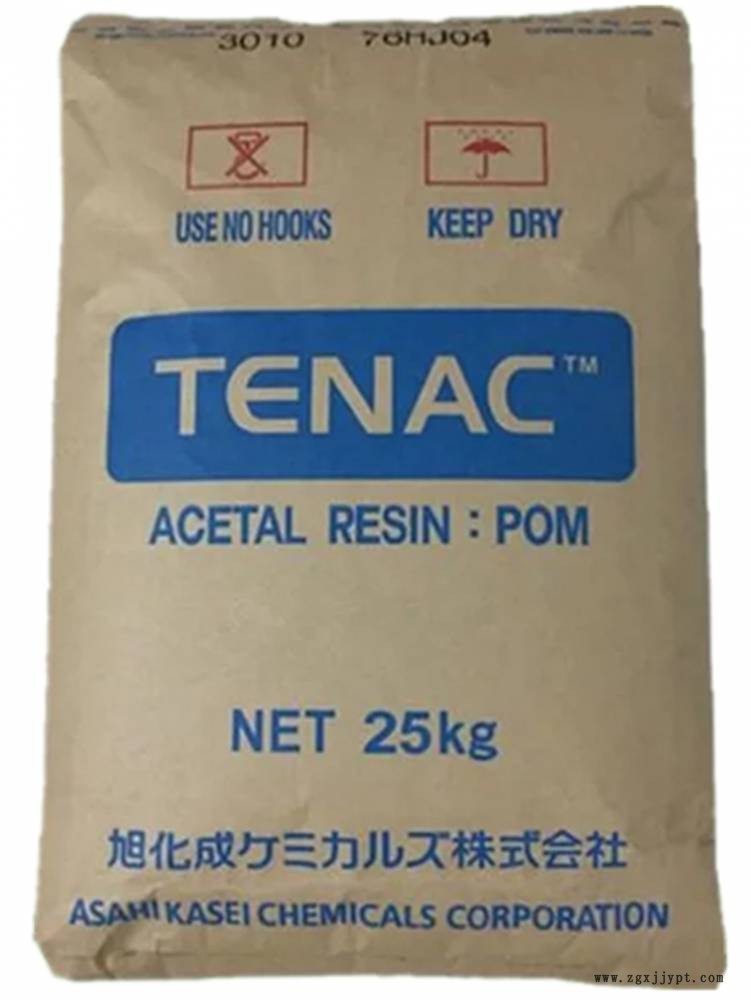 3010 76HJ04
USE NO HOOKS KEEP DRY
TENAC™
ACETAL RESIN : POM
NET 25kg
旭化成ケミカルズ株式会社
ASAHI KASEI CHEMICALS CORPORATION
www.zgxjjypt.com